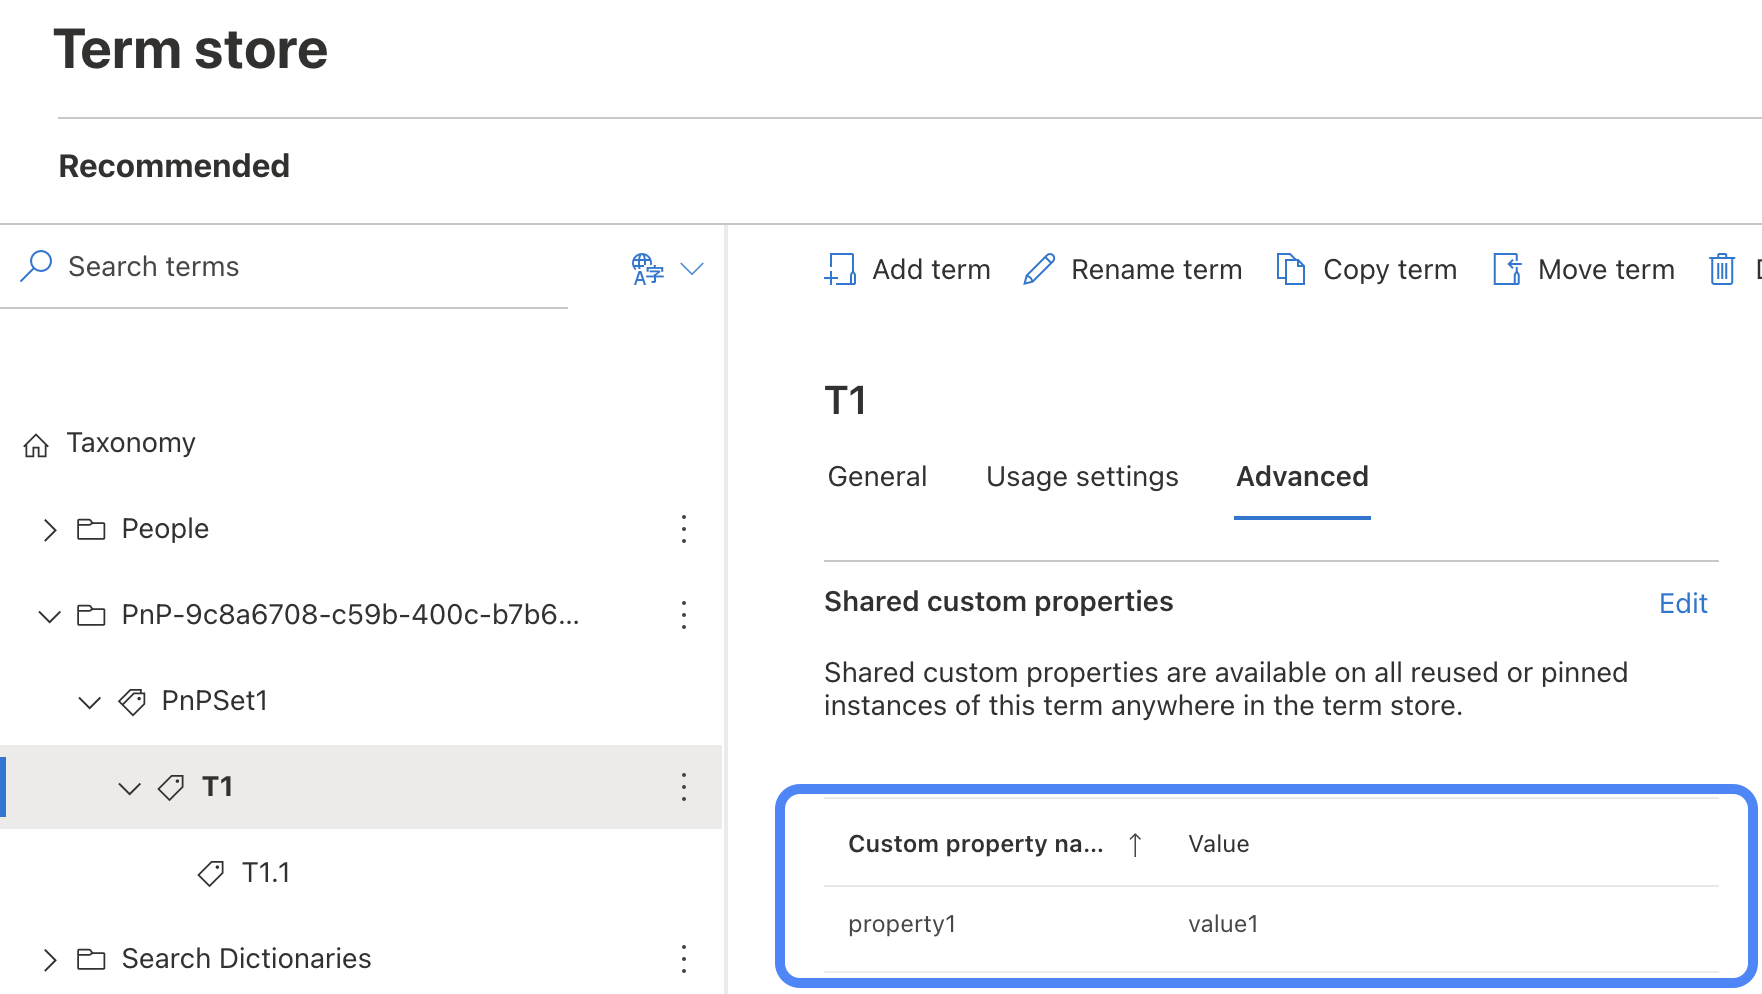 Term store
Recommended
Search terms
Add term
Rename term
Copy term
Move term
Taxonomy
People
PnP-9c8a6708-c59b-400c-b7b6...
PnPSet1
T1
T1.1
Search Dictionaries
T1
General
Usage settings
Advanced
Shared custom properties
Edit
Shared custom properties are available on all reused or pinned
instances of this term anywhere in the term store.
Custom property na... ↑ Value
property1 value1